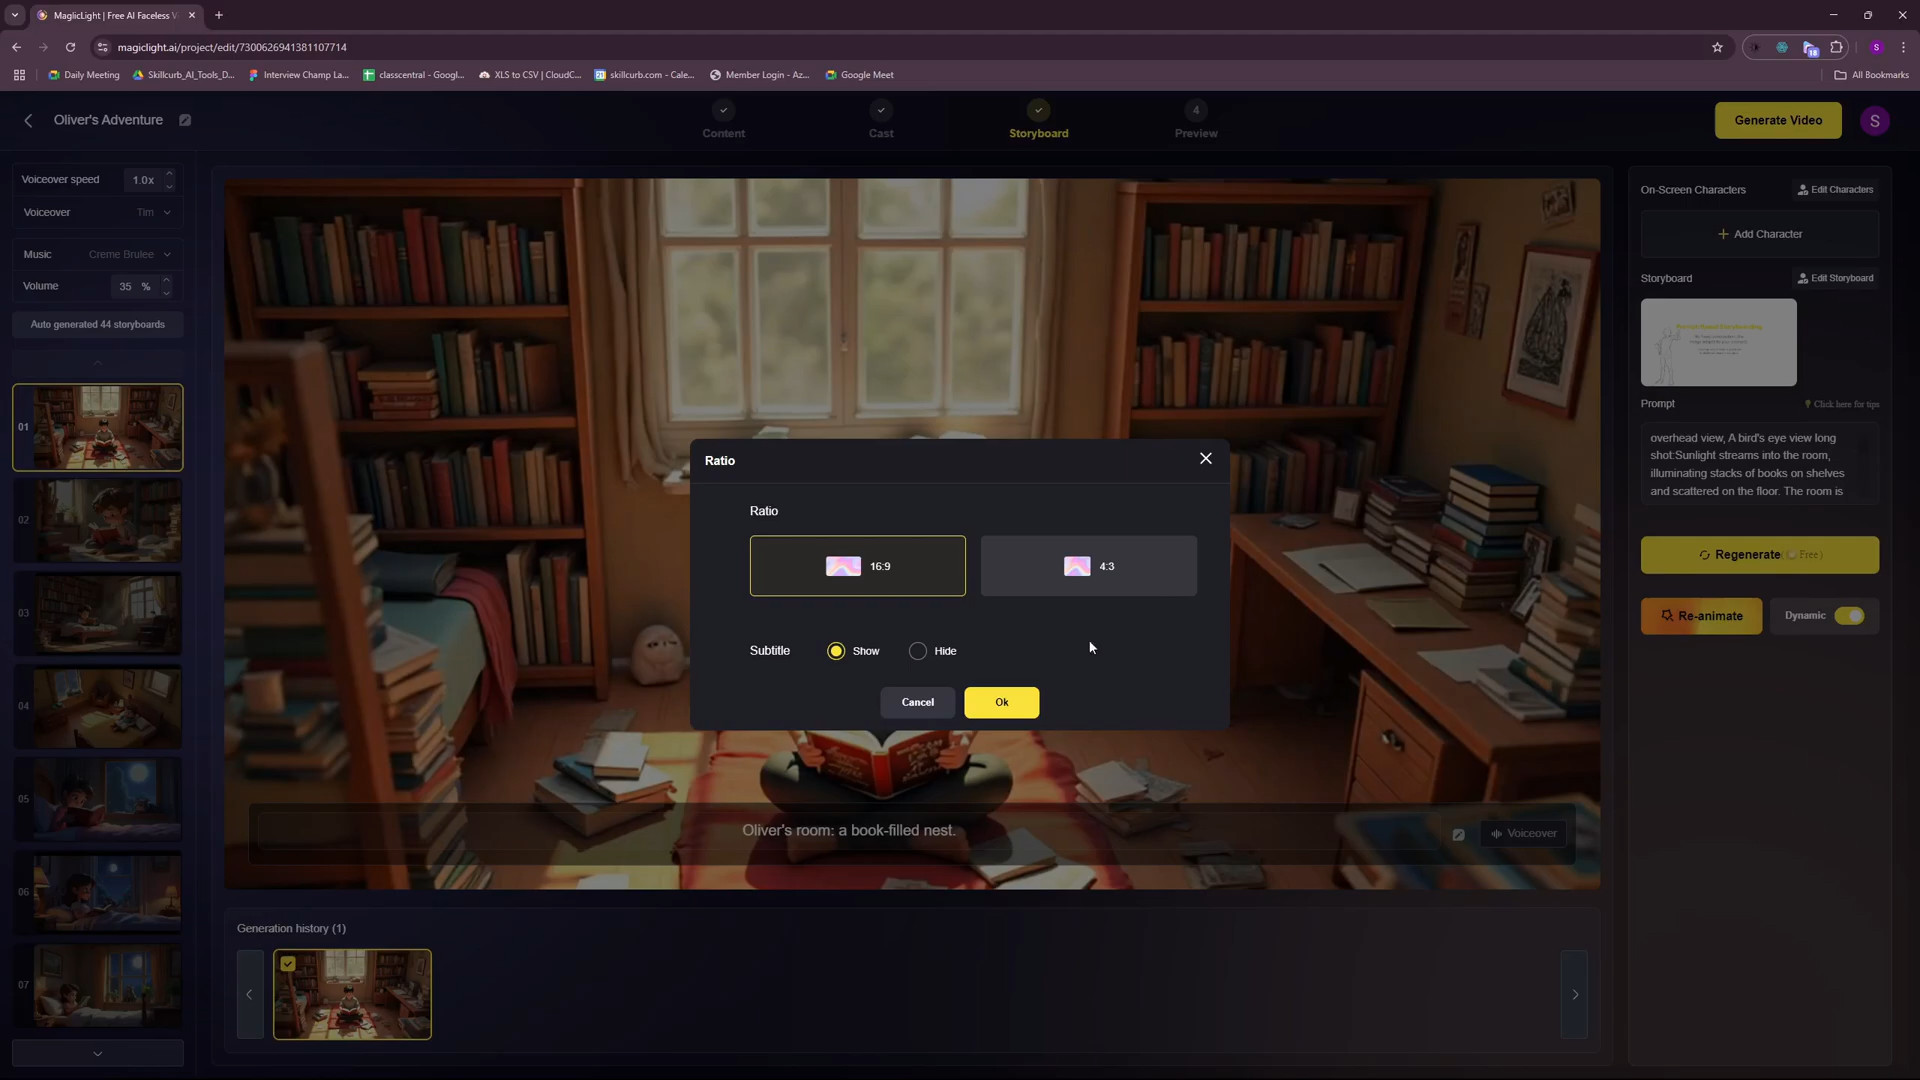 MagicLight | Free AI Faceless V
magiclight.ai/project/edit/7300626941381107714
S
18
Daily Meeting
Skillcurb_AI_Tools_D...
Interview Champ La...
classcentral - Googl...
XLS to CSV | CloudC...
skillcurb.com - Cale...
Member Login - Az...
Google Meet
All Bookmarks
Oliver's Adventure
Content
Cast
Storyboard
4
Preview
Generate Video
S
Voiceover speed
1.0x
Voiceover
Tim
Music
Creme Brulee
Volume
35 %
Auto generated 44 storyboards
01
02
03
04
05
06
07
Ratio
Ratio
16:9
4:3
Subtitle
Show
Hide
Cancel
Ok
Oliver's room: a book-filled nest.
Voiceover
Generation history (1)
On-Screen Characters
Edit Characters
+ Add Character
Storyboard
Edit Storyboard
Prompt
Click here for tips
overhead view, A bird's eye view long
shot:Sunlight streams into the room,
illuminating stacks of books on shelves
and scattered on the floor. The room is
Regenerate( Free )
Re-animate
Dynamic